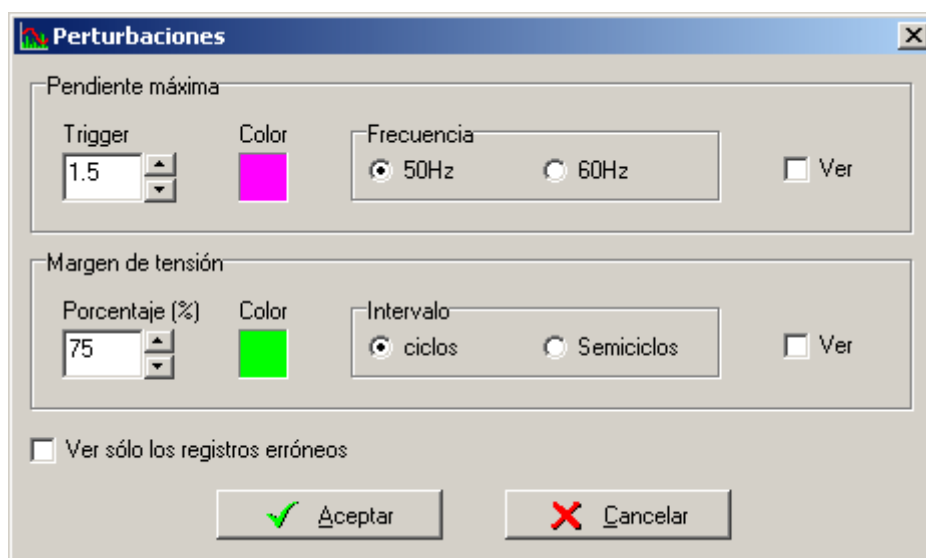 Perturbaciones
Pendiente máxima
Trigger Color Frecuencia
1.5 50Hz 60Hz Ver
Margen de tensión
Porcentaje (%) Color Intervalo
75 ciclos Semiciclos Ver
Ver sólo los registros erróneos
Aceptar Cancelar